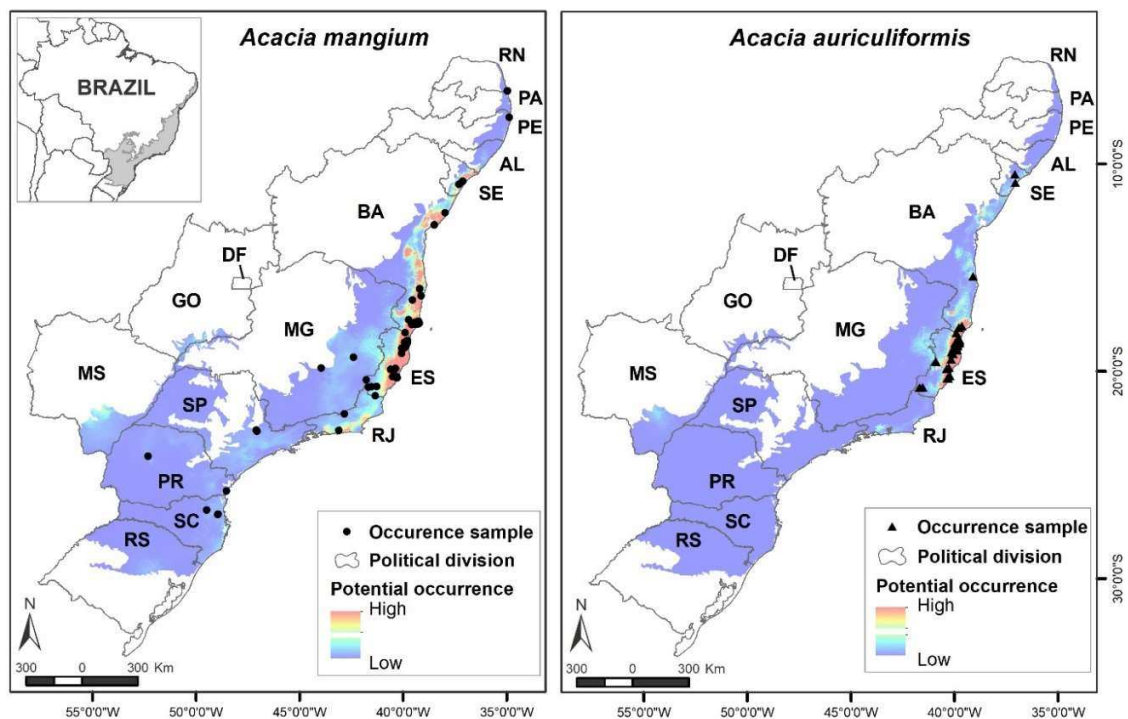 BRAZIL
Acacia mangium
RN
PA
PE
AL
SE
BA
DF
GO
MG
MS
ES
SP
RJ
PR
SC
RS
Occurence sample
Political division
Potential occurrence
High
Low
N
300 0 300 Km
55°0'0"W 50°0'0"W 45°0'0"W 40°0'0"W 35°0'0"W
Acacia auriculiformis
RN
PA
PE
AL
SE
BA
DF
GO
MG
MS
ES
SP
RJ
PR
SC
RS
Occurrence sample
Political division
Potential occurrence
High
Low
N
300 0 300 Km
10°0'0"S
20°0'0"S
30°0'0"S
55°0'0"W 50°0'0"W 45°0'0"W 40°0'0"W 35°0'0"W